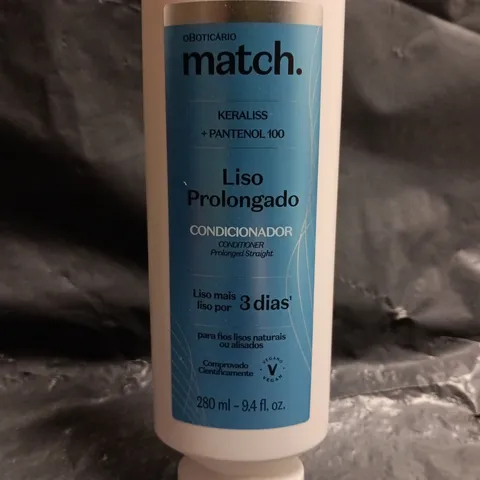 oBOTICÁRIO
match.
KERALISS
+ PANTENOL 100
Liso
Prolongado
CONDICIONADOR
CONDITIONER
Prolonged Straight
Liso mais
liso por 3 dias¹
para fios lisos naturais
ou alisados
Comprovado
Cientificamente
VEGANO
V
VEGAN
280 ml - 9.4 fl. oz.